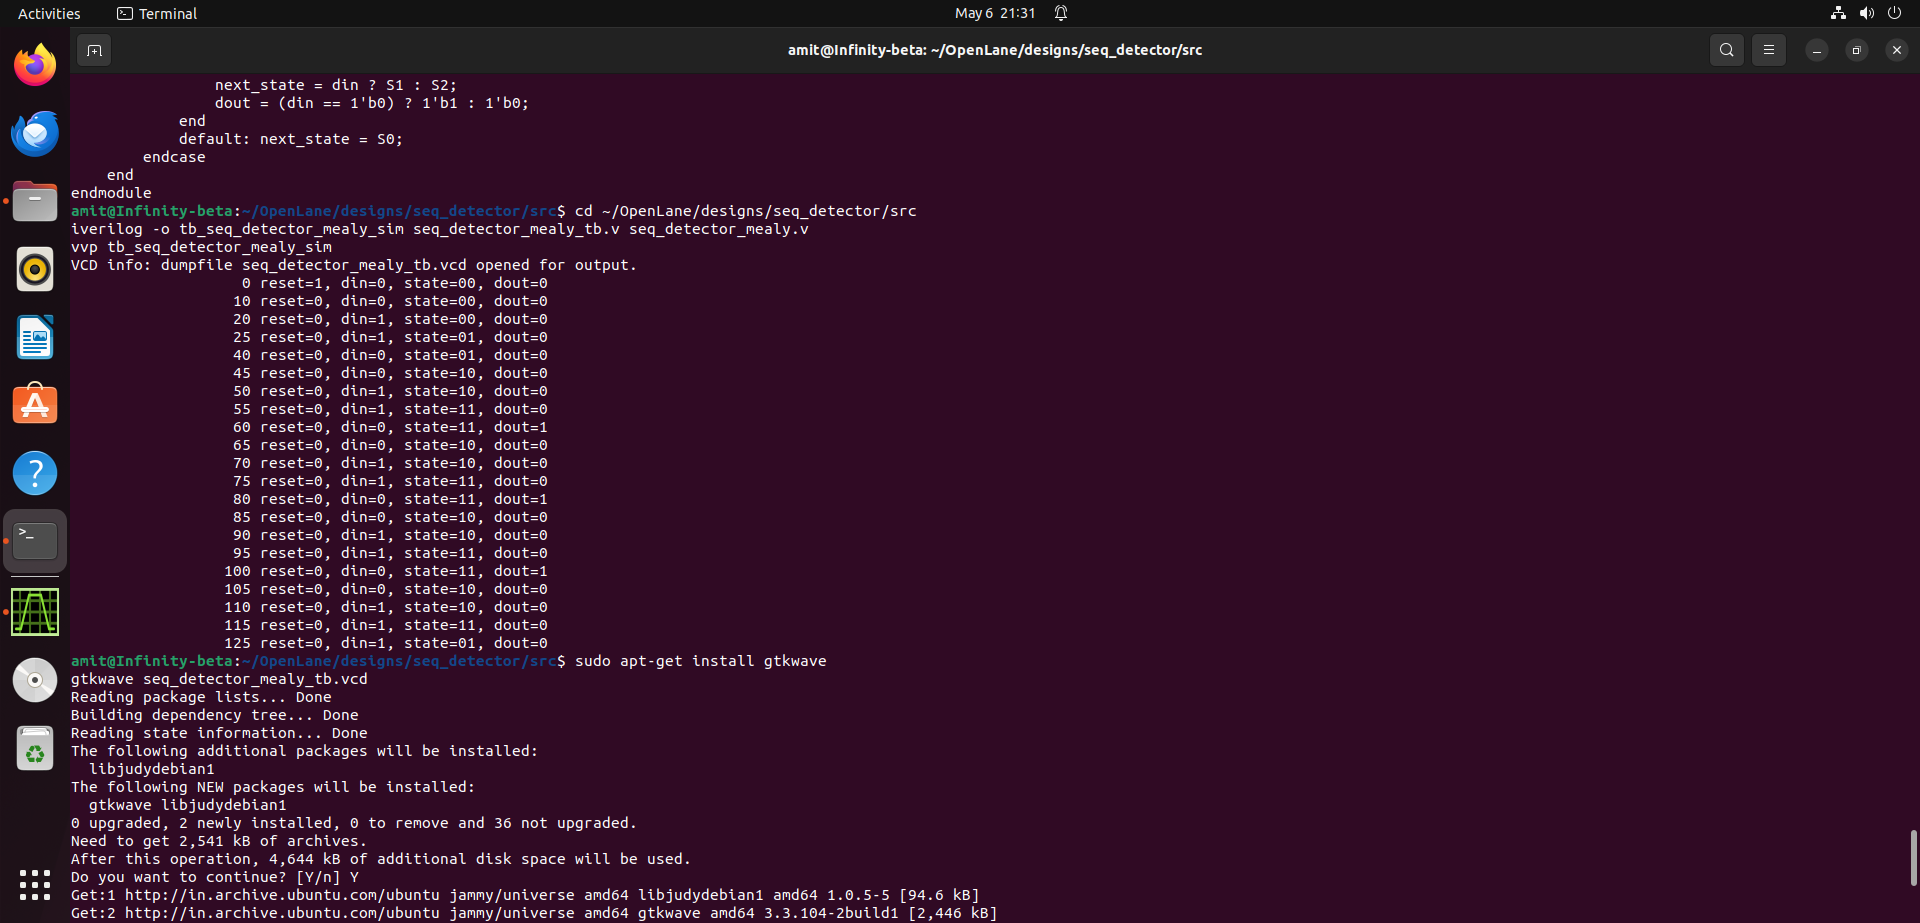 Activities
Terminal
May 6 21:31
amit@Infinity-beta: ~/OpenLane/designs/seq_detector/src
next_state = din ? S1 : S2;
dout = (din == 1'b0) ? 1'b1 : 1'b0;
end
default: next_state = S0;
endcase
end
endmodule
amit@Infinity-beta:~/OpenLane/designs/seq_detector/src$ cd ~/OpenLane/designs/seq_detector/src
iverilog -o tb_seq_detector_mealy_sim seq_detector_mealy_tb.v seq_detector_mealy.v
vvp tb_seq_detector_mealy_sim
VCD info: dumpfile seq_detector_mealy_tb.vcd opened for output.
0 reset=1, din=0, state=00, dout=0
10 reset=0, din=0, state=00, dout=0
20 reset=0, din=1, state=00, dout=0
25 reset=0, din=1, state=01, dout=0
40 reset=0, din=0, state=01, dout=0
45 reset=0, din=0, state=10, dout=0
50 reset=0, din=1, state=10, dout=0
55 reset=0, din=1, state=11, dout=0
60 reset=0, din=0, state=11, dout=1
65 reset=0, din=0, state=10, dout=0
70 reset=0, din=1, state=10, dout=0
75 reset=0, din=1, state=11, dout=0
80 reset=0, din=0, state=11, dout=1
85 reset=0, din=0, state=10, dout=0
90 reset=0, din=1, state=10, dout=0
95 reset=0, din=1, state=11, dout=0
100 reset=0, din=0, state=11, dout=1
105 reset=0, din=0, state=10, dout=0
110 reset=0, din=1, state=10, dout=0
115 reset=0, din=1, state=11, dout=0
125 reset=0, din=1, state=01, dout=0
amit@Infinity-beta:~/OpenLane/designs/seq_detector/src$ sudo apt-get install gtkwave
gtkwave seq_detector_mealy_tb.vcd
Reading package lists... Done
Building dependency tree... Done
Reading state information... Done
The following additional packages will be installed:
libjudydebian1
The following NEW packages will be installed:
gtkwave libjudydebian1
0 upgraded, 2 newly installed, 0 to remove and 36 not upgraded.
Need to get 2,541 kB of archives.
After this operation, 4,644 kB of additional disk space will be used.
Do you want to continue? [Y/n] Y
Get:1 http://in.archive.ubuntu.com/ubuntu jammy/universe amd64 libjudydebian1 amd64 1.0.5-5 [94.6 kB]
Get:2 http://in.archive.ubuntu.com/ubuntu jammy/universe amd64 gtkwave amd64 3.3.104-2build1 [2,446 kB]